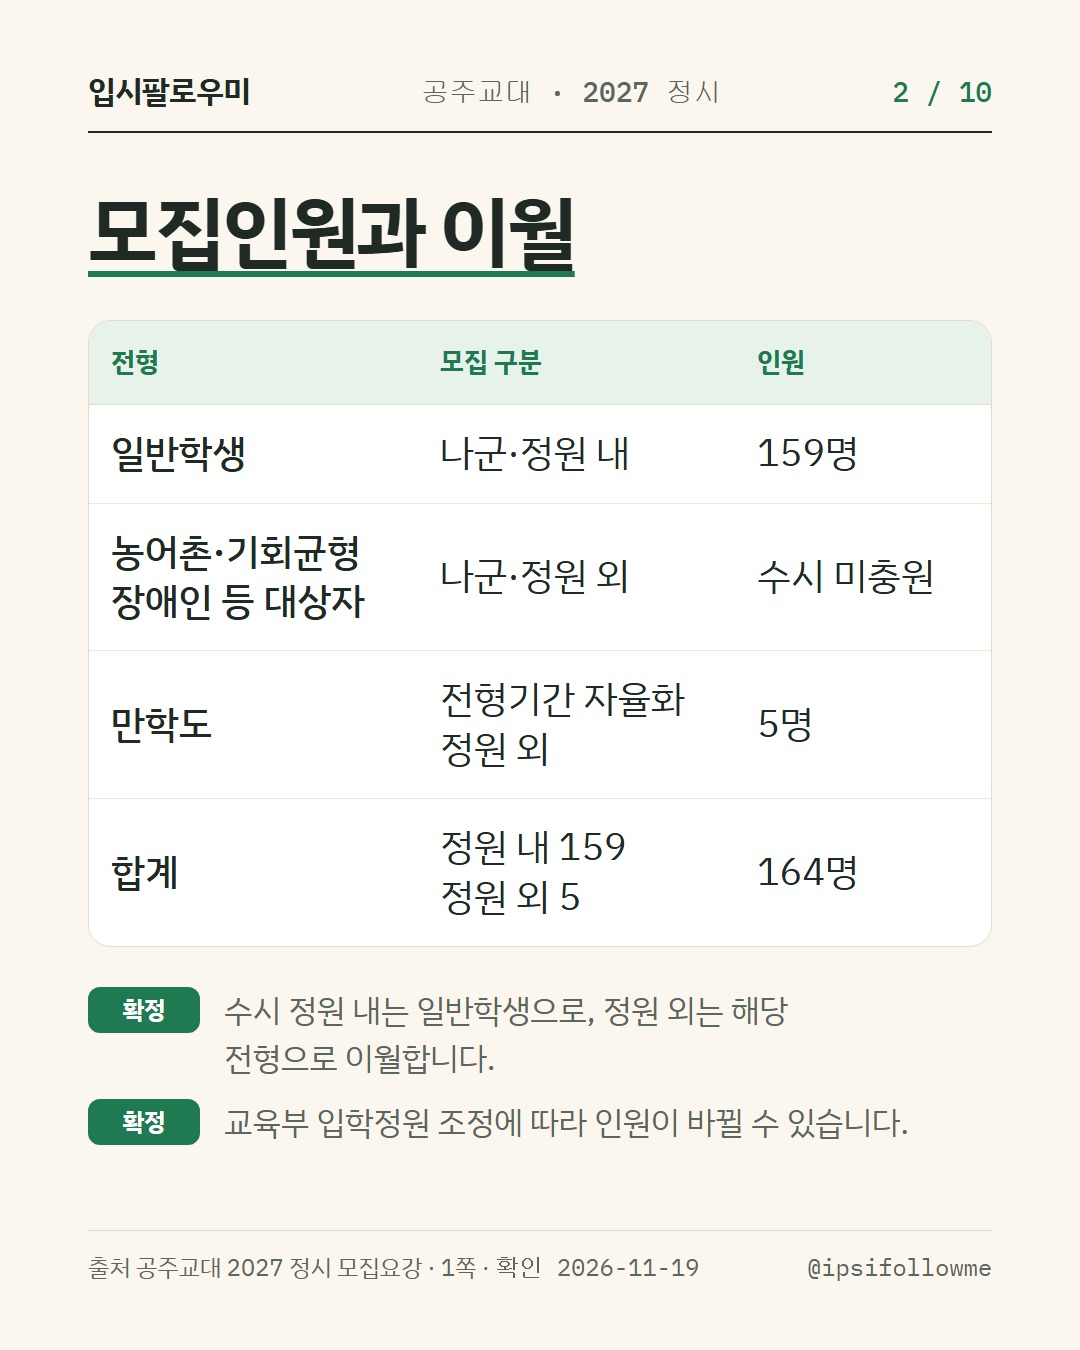 입시팔로우미
공주교대 · 2027 정시
2 / 10
모집인원과 이월
전형 모집 구분 인원
일반학생 나군·정원 내 159명
농어촌·기회균형
장애인 등 대상자
나군·정원 외 수시 미충원
만학도
전형기간 자율화
정원 외
5명
합계
정원 내 159
정원 외 5
164명
확정 수시 정원 내는 일반학생으로, 정원 외는 해당
전형으로 이월합니다.
확정 교육부 입학정원 조정에 따라 인원이 바뀔 수 있습니다.
출처 공주교대 2027 정시 모집요강 · 1쪽 · 확인 2026-11-19
@ipsifollowme